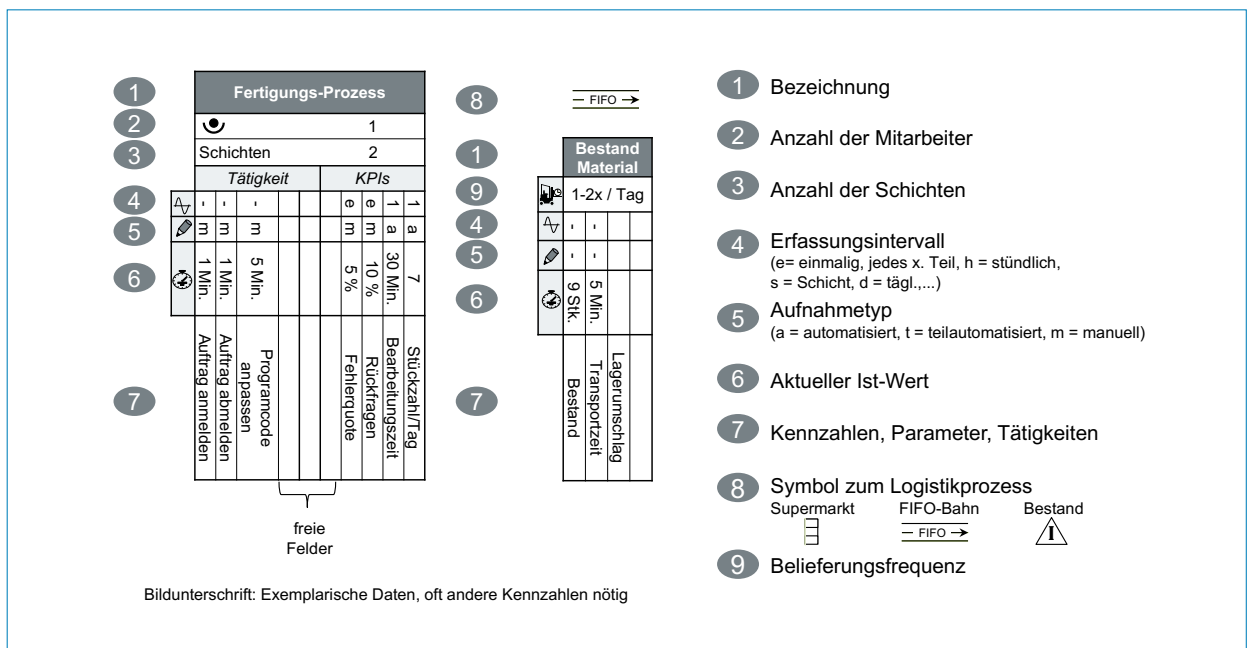 1
Fertigungs-Prozess
2
1
3
Schichten 2
Tätigkeit KPIs
4
- - - e e 1 1
5
m m m m m a a
6
1 Min. 1 Min. 5 Min. 5 % 10 % 30 Min. 7
7
Auftrag anmelden
Auftrag abmelden
Programcode
anpassen
Fehlerquote
Rückfragen
Bearbeitungszeit
Stückzahl/Tag
freie
Felder
8
FIFO
1
Bestand
Material
9
1-2x / Tag
4
- -
5
- -
6
9 Stk. 5 Min.
7
Bestand
Transportzeit
Lagerumschlag
Bildunterschrift: Exemplarische Daten, oft andere Kennzahlen nötig
1 Bezeichnung
2 Anzahl der Mitarbeiter
3 Anzahl der Schichten
4 Erfassungsintervall
(e= einmalig, jedes x. Teil, h = stündlich,
s = Schicht, d = tägl.,...)
5 Aufnahmetyp
(a = automatisiert, t = teilautomatisiert, m = manuell)
6 Aktueller Ist-Wert
7 Kennzahlen, Parameter, Tätigkeiten
8 Symbol zum Logistikprozess
Supermarkt FIFO-Bahn Bestand
FIFO I
9 Belieferungsfrequenz